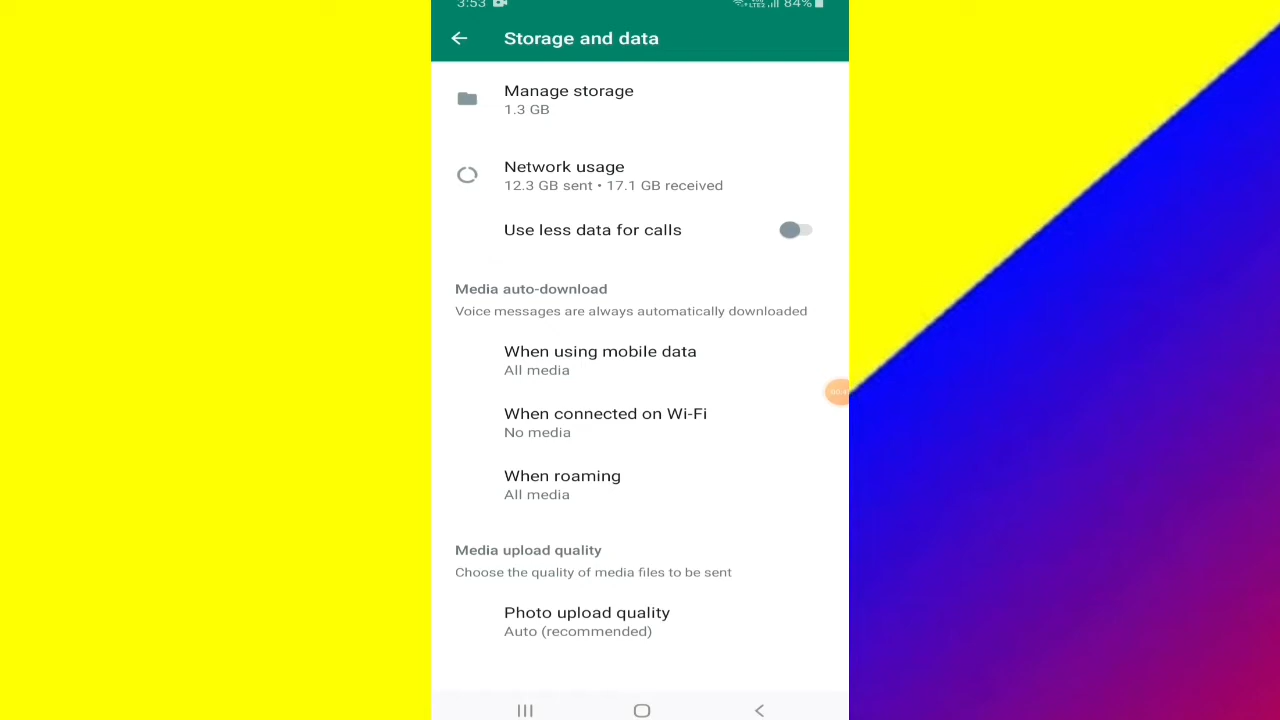 3:53 84%
Storage and data
Manage storage
1.3 GB
Network usage
12.3 GB sent • 17.1 GB received
Use less data for calls
Media auto-download
Voice messages are always automatically downloaded
When using mobile data
All media
When connected on Wi-Fi
No media
When roaming
All media
Media upload quality
Choose the quality of media files to be sent
Photo upload quality
Auto (recommended)